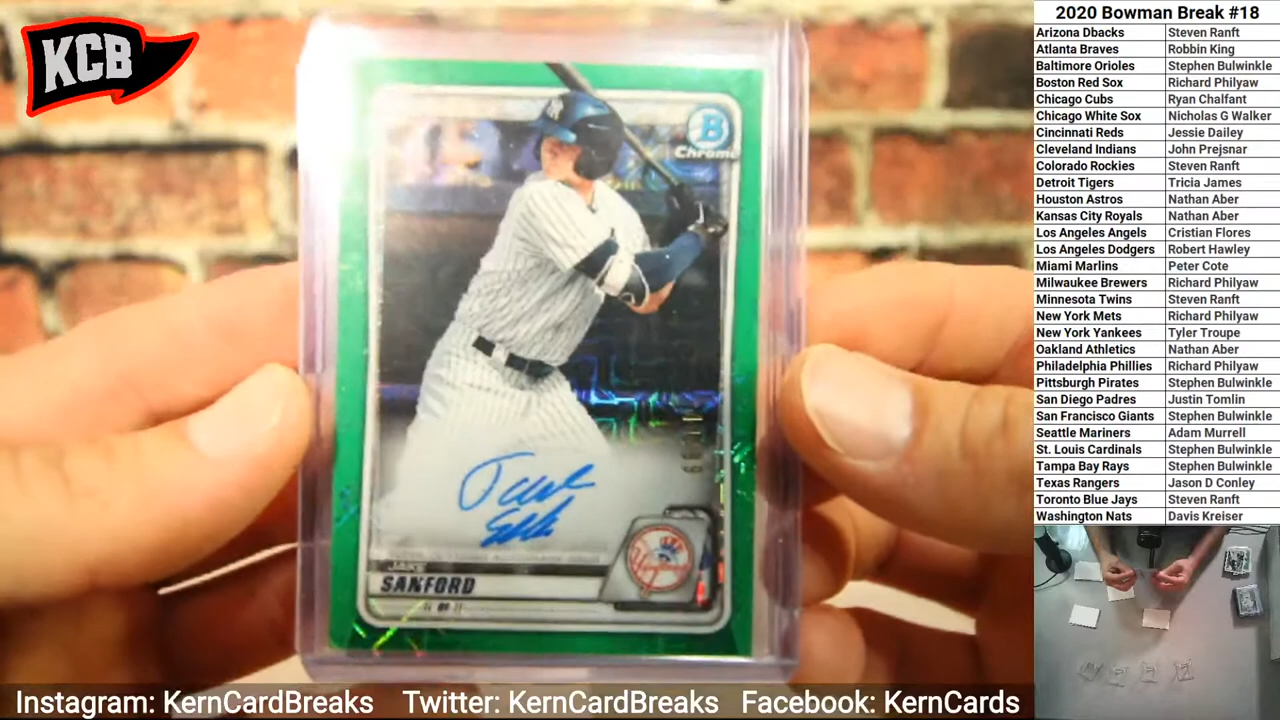 KCB
B
Chrome
JAKE
SANFORD
Instagram: KernCardBreaks Twitter: KernCardBreaks Facebook: KernCards
2020 Bowman Break #18
Arizona Dbacks Steven Ranft
Atlanta Braves Robbin King
Baltimore Orioles Stephen Bulwinkle
Boston Red Sox Richard Philyaw
Chicago Cubs Ryan Chalfant
Chicago White Sox Nicholas G Walker
Cincinnati Reds Jessie Dailey
Cleveland Indians John Prejsnar
Colorado Rockies Steven Ranft
Detroit Tigers Tricia James
Houston Astros Nathan Aber
Kansas City Royals Nathan Aber
Los Angeles Angels Cristian Flores
Los Angeles Dodgers Robert Hawley
Miami Marlins Peter Cote
Milwaukee Brewers Richard Philyaw
Minnesota Twins Steven Ranft
New York Mets Richard Philyaw
New York Yankees Tyler Troupe
Oakland Athletics Nathan Aber
Philadelphia Phillies Richard Philyaw
Pittsburgh Pirates Stephen Bulwinkle
San Diego Padres Justin Tomlin
San Francisco Giants Stephen Bulwinkle
Seattle Mariners Adam Murrell
St. Louis Cardinals Stephen Bulwinkle
Tampa Bay Rays Stephen Bulwinkle
Texas Rangers Jason D Conley
Toronto Blue Jays Steven Ranft
Washington Nats Davis Kreiser